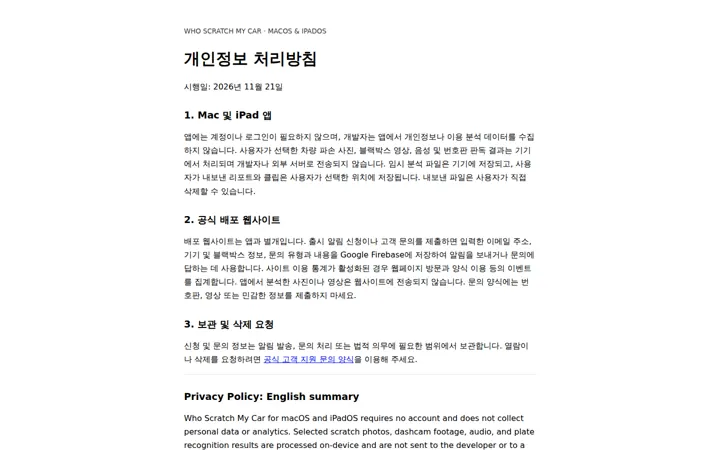 WHO SCRATCH MY CAR · MACOS & IPADOS
개인정보 처리방침
시행일: 2026년 11월 21일
1. Mac 및 iPad 앱
앱에는 계정이나 로그인이 필요하지 않으며, 개발자는 앱에서 개인정보나 이용 분석 데이터를 수집
하지 않습니다. 사용자가 선택한 차량 파손 사진, 블랙박스 영상, 음성 및 번호판 판독 결과는 기기
에서 처리되며 개발자나 외부 서버로 전송되지 않습니다. 임시 분석 파일은 기기에 저장되고, 사용
자가 내보낸 리포트와 클립은 사용자가 선택한 위치에 저장됩니다. 내보낸 파일은 사용자가 직접
삭제할 수 있습니다.
2. 공식 배포 웹사이트
배포 웹사이트는 앱과 별개입니다. 출시 알림 신청이나 고객 문의를 제출하면 입력한 이메일 주소,
기기 및 블랙박스 정보, 문의 유형과 내용을 Google Firebase에 저장하여 알림을 보내거나 문의에
답하는 데 사용합니다. 사이트 이용 통계가 활성화된 경우 웹페이지 방문과 양식 이용 등의 이벤트
를 집계합니다. 앱에서 분석한 사진이나 영상은 웹사이트에 전송되지 않습니다. 문의 양식에는 번
호판, 영상 또는 민감한 정보를 제출하지 마세요.
3. 보관 및 삭제 요청
신청 및 문의 정보는 알림 발송, 문의 처리 또는 법적 의무에 필요한 범위에서 보관합니다. 열람이
나 삭제를 요청하려면 공식 고객 지원 문의 양식을 이용해 주세요.
Privacy Policy: English summary
Who Scratch My Car for macOS and iPadOS requires no account and does not collect
personal data or analytics. Selected scratch photos, dashcam footage, audio, and plate
recognition results are processed on-device and are not sent to the developer or to a